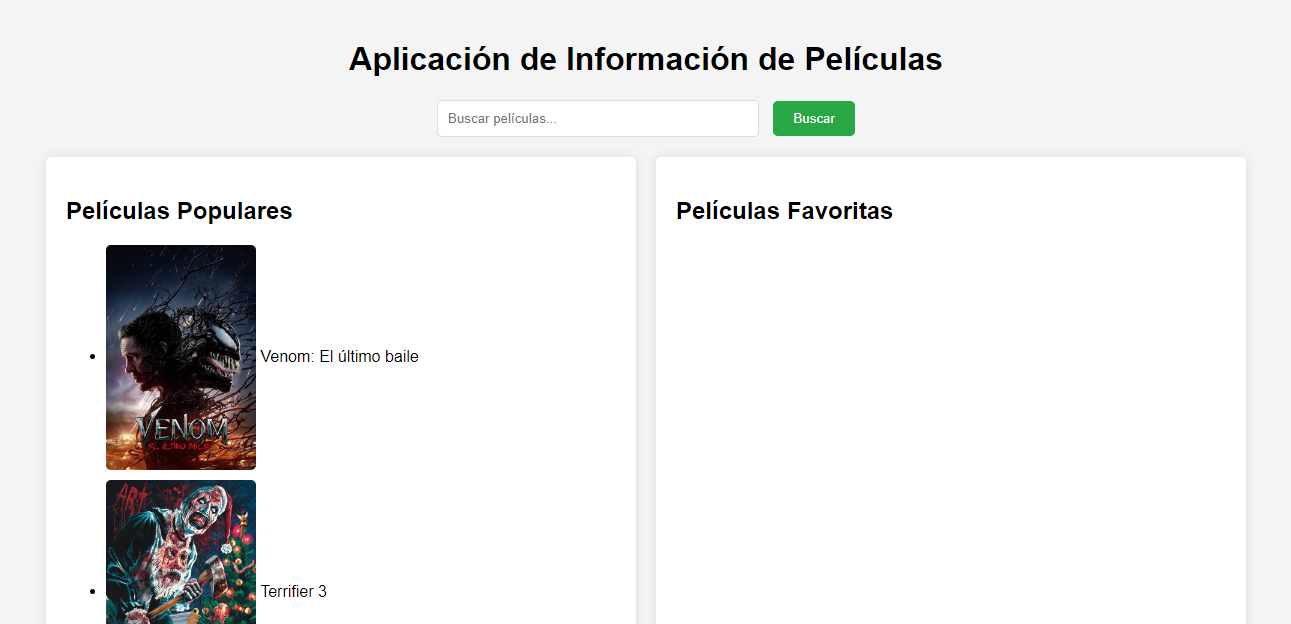 Aplicación de Información de Películas
Buscar películas...
Buscar
Películas Populares
Películas Favoritas
VENOM
EL ÚLTIMO BAILE
Venom: El último baile
ART
Terrifier 3